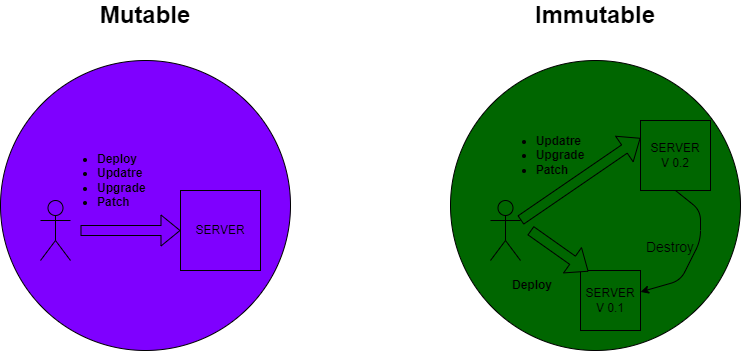 Mutable
Immutable
Deploy
Updatre
Upgrade
Patch
SERVER
Updatre
Upgrade
Patch
SERVER
V 0.2
Destroy
Deploy
SERVER
V 0.1